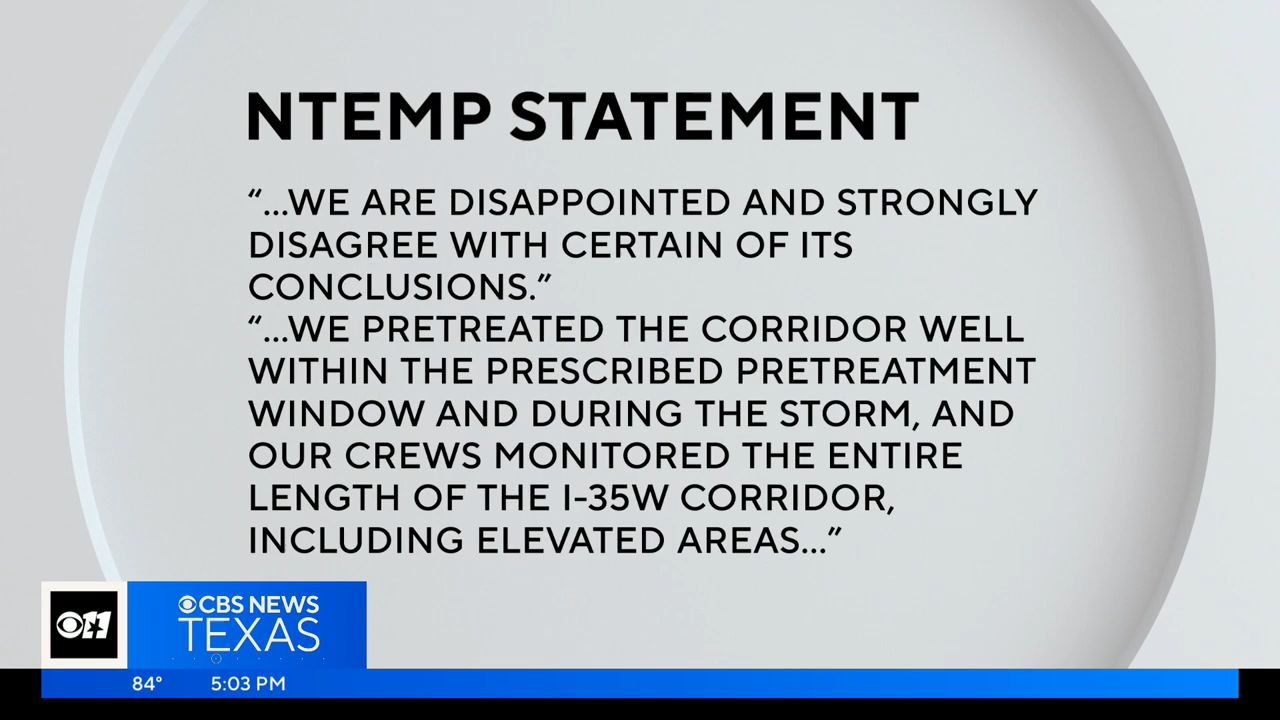 NTEMP STATEMENT
“...WE ARE DISAPPOINTED AND STRONGLY
DISAGREE WITH CERTAIN OF ITS
CONCLUSIONS.”
“...WE PRETREATED THE CORRIDOR WELL
WITHIN THE PRESCRIBED PRETREATMENT
WINDOW AND DURING THE STORM, AND
OUR CREWS MONITORED THE ENTIRE
LENGTH OF THE I-35W CORRIDOR,
INCLUDING ELEVATED AREAS...”
11
CBS NEWS
TEXAS
84° 5:03 PM